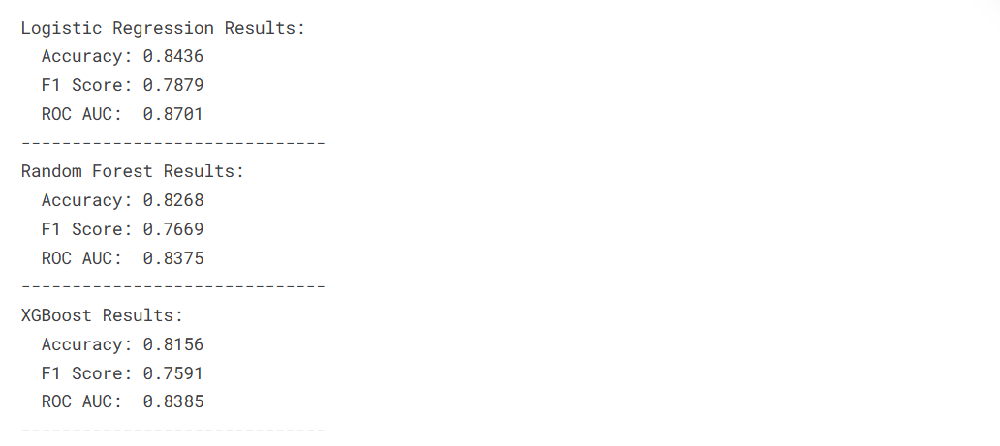 Logistic Regression Results:
  Accuracy: 0.8436
  F1 Score: 0.7879
  ROC AUC:  0.8701
------------------------------
Random Forest Results:
  Accuracy: 0.8268
  F1 Score: 0.7669
  ROC AUC:  0.8375
------------------------------
XGBoost Results:
  Accuracy: 0.8156
  F1 Score: 0.7591
  ROC AUC:  0.8385
------------------------------